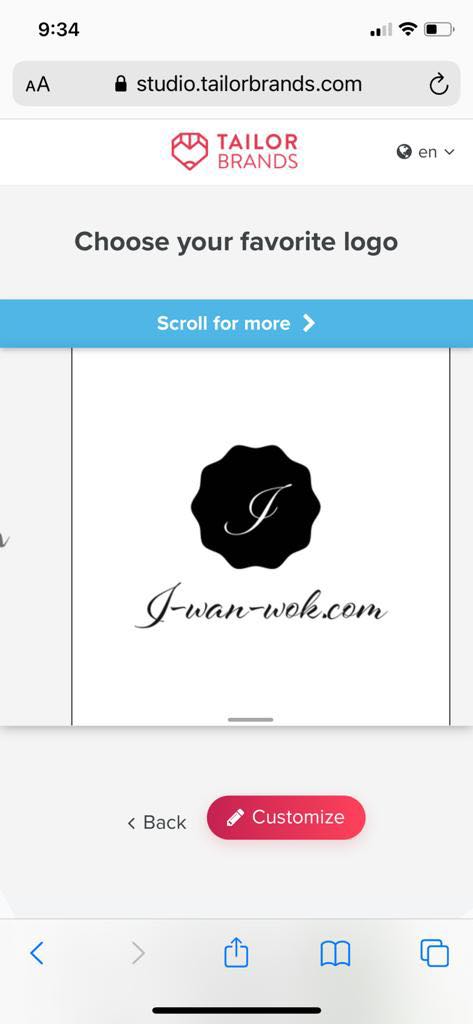 9:34
AA studio.tailorbrands.com
TAILOR
BRANDS
en
Choose your favorite logo
Scroll for more
J
J-wan-wok.com
Back
Customize